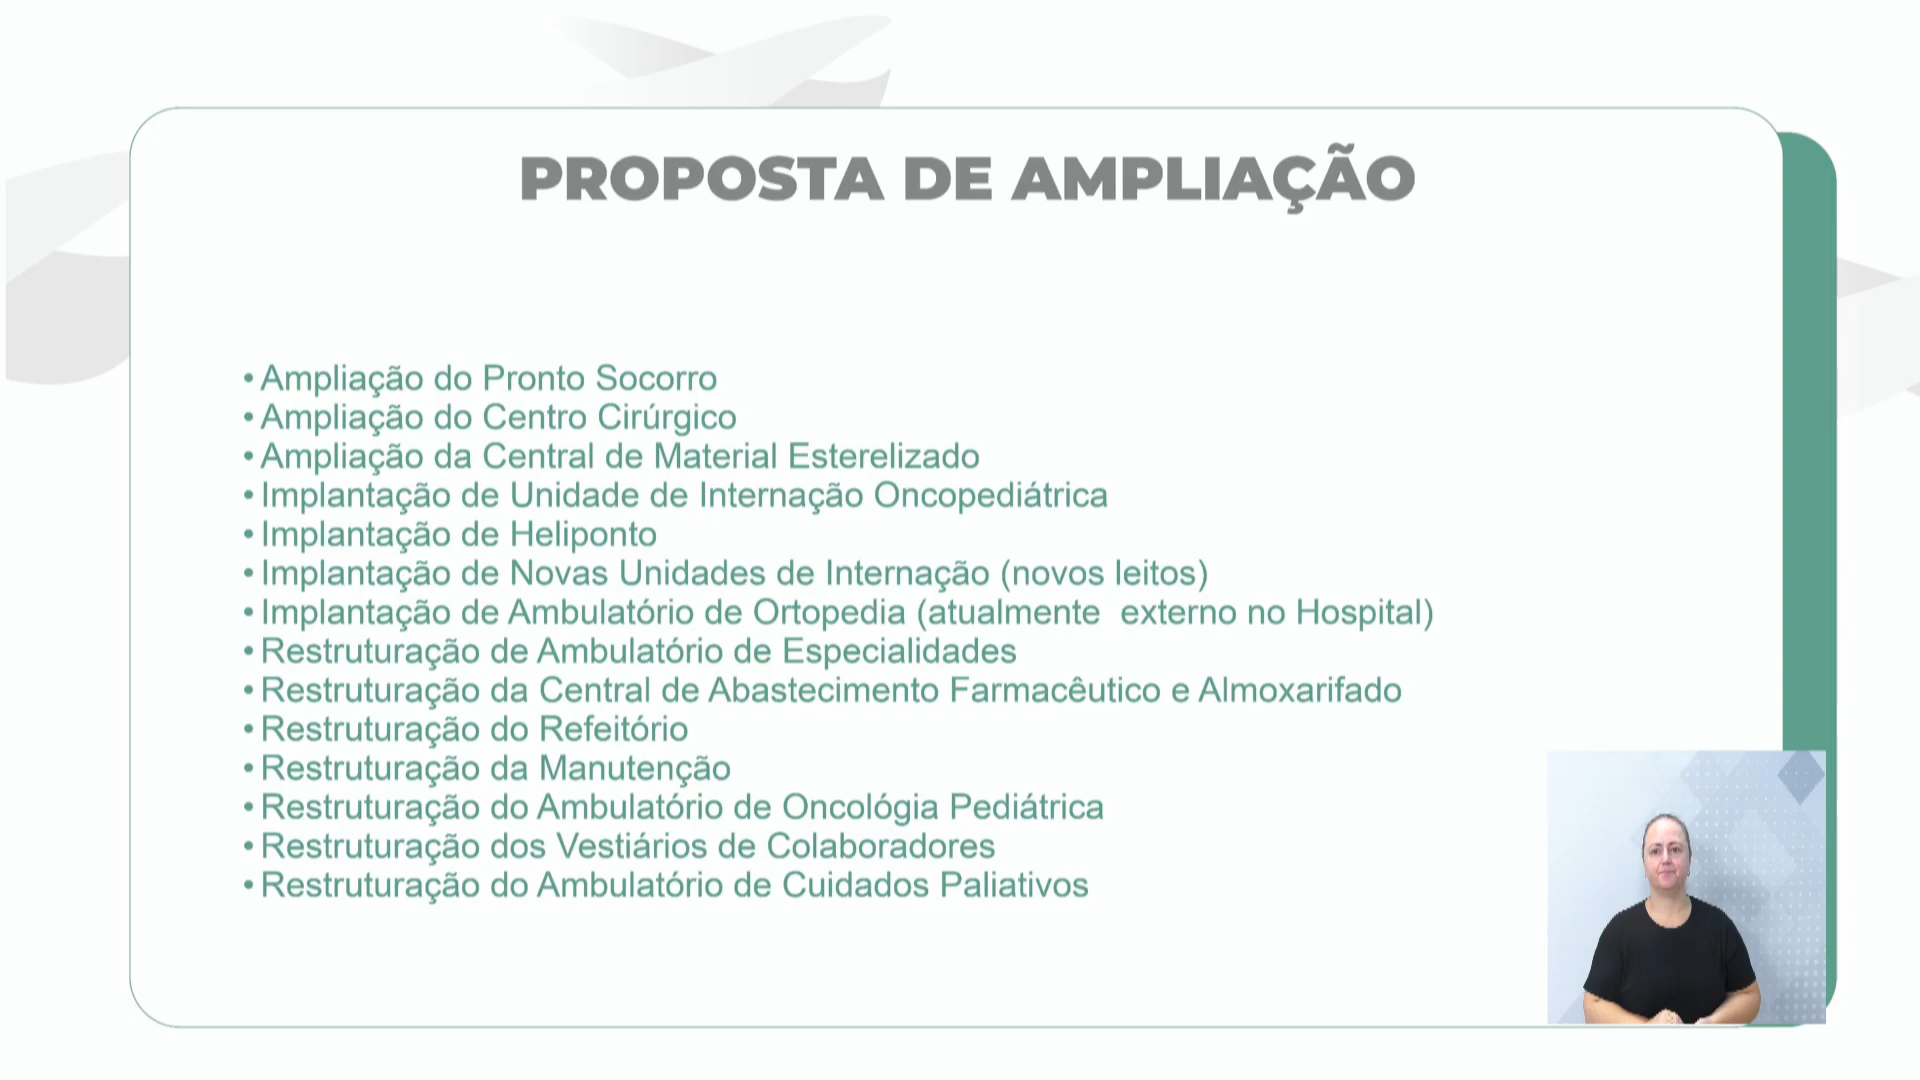 PROPOSTA DE AMPLIAÇÃO
• Ampliação do Pronto Socorro
• Ampliação do Centro Cirúrgico
• Ampliação da Central de Material Esterelizado
• Implantação de Unidade de Internação Oncopediátrica
• Implantação de Heliponto
• Implantação de Novas Unidades de Internação (novos leitos)
• Implantação de Ambulatório de Ortopedia (atualmente  externo no Hospital)
• Restruturação de Ambulatório de Especialidades
• Restruturação da Central de Abastecimento Farmacêutico e Almoxarifado
• Restruturação do Refeitório
• Restruturação da Manutenção
• Restruturação do Ambulatório de Oncológia Pediátrica
• Restruturação dos Vestiários de Colaboradores
• Restruturação do Ambulatório de Cuidados Paliativos